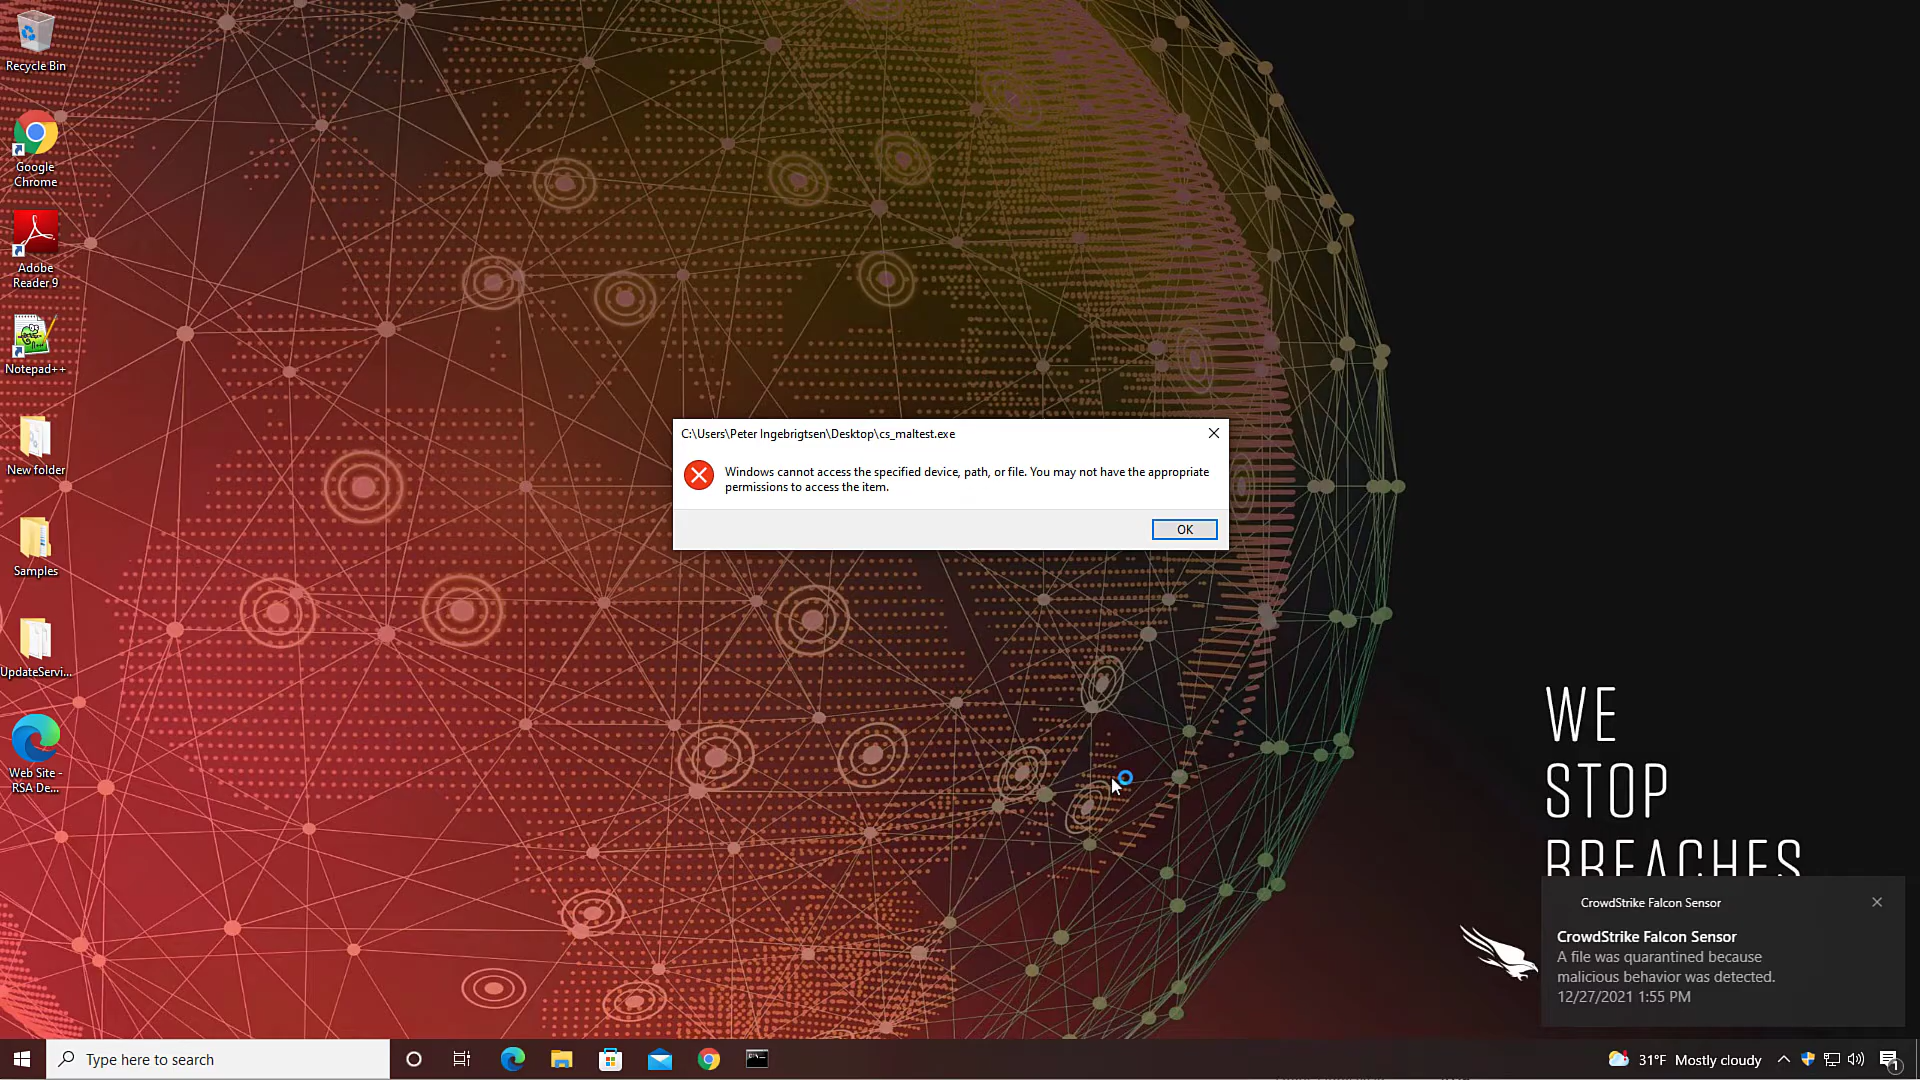 Recycle Bin
Google
Chrome
Adobe
Reader 9
Notepad++
New folder
Samples
UpdateServi...
Web Site -
RSA De...
C:\Users\Peter Ingebrigtsen\Desktop\cs_maltest.exe
Windows cannot access the specified device, path, or file. You may not have the appropriate
permissions to access the item.
OK
WE
STOP
BREACHES
CrowdStrike Falcon Sensor
CrowdStrike Falcon Sensor
A file was quarantined because
malicious behavior was detected.
12/27/2021 1:55 PM
Type here to search
31°F Mostly cloudy
1